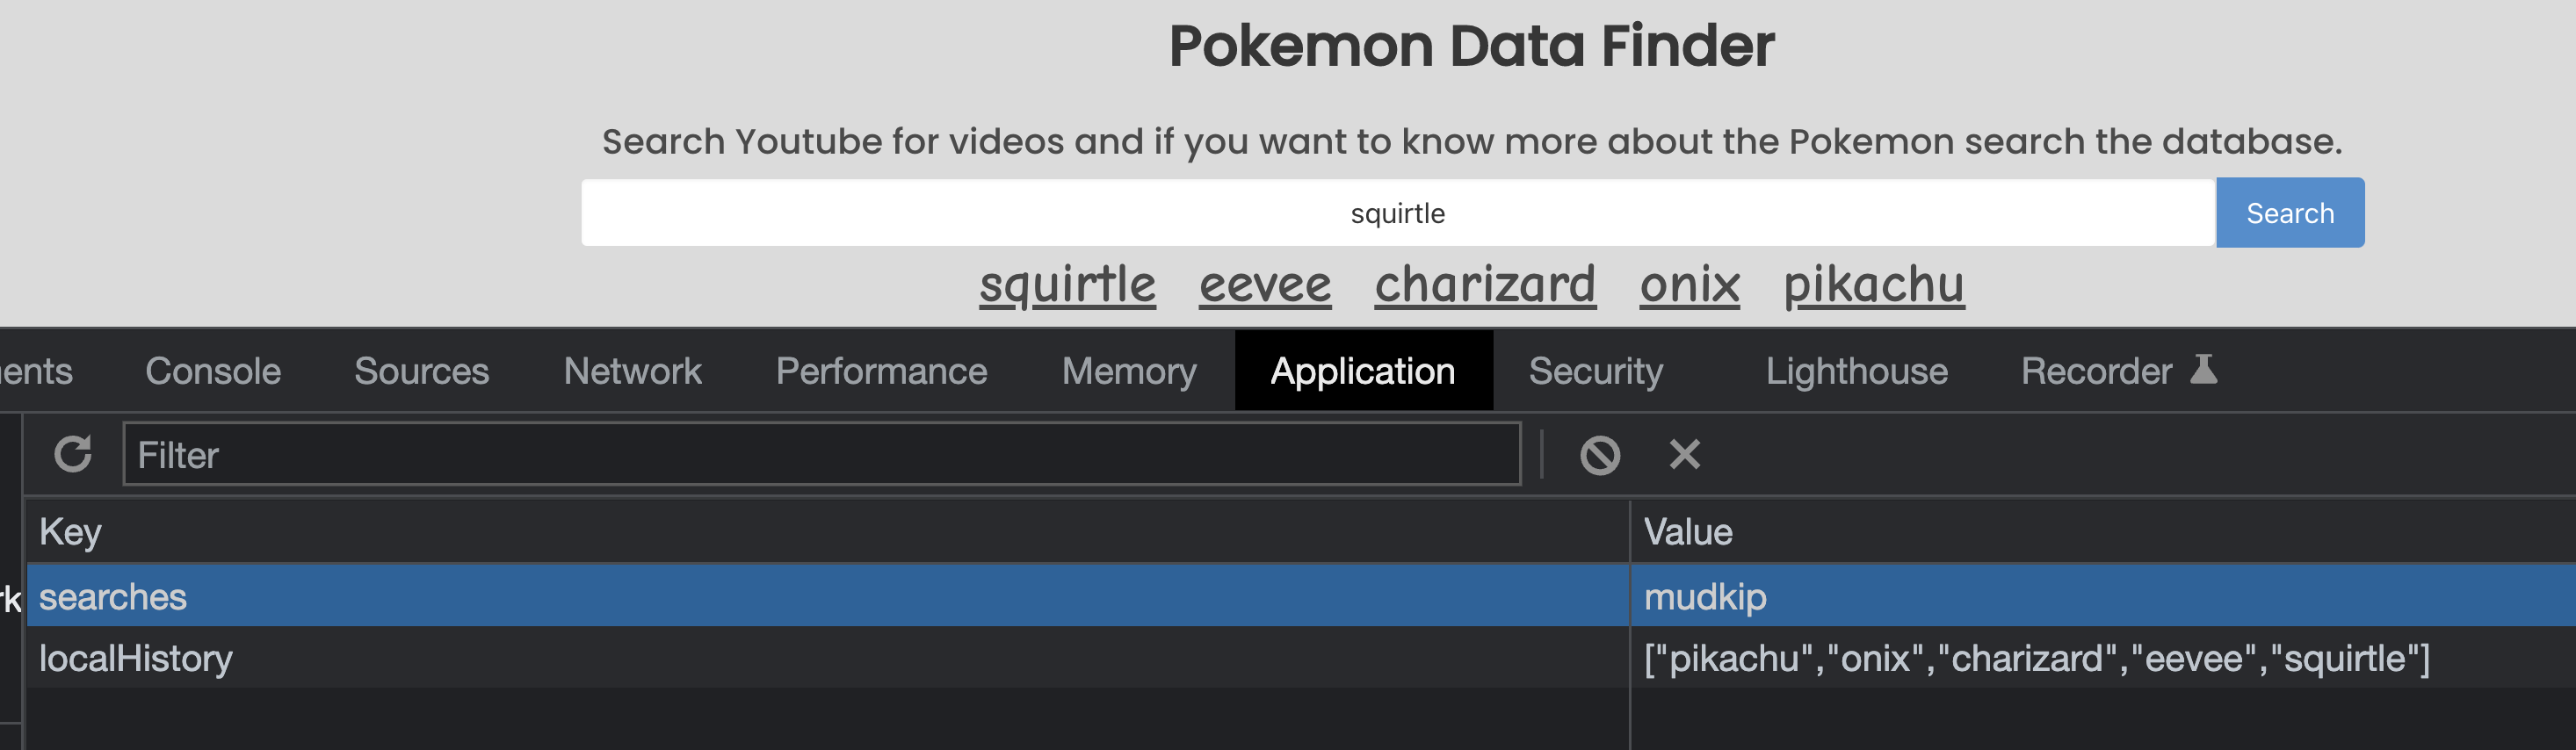 Pokemon Data Finder
Search Youtube for videos and if you want to know more about the Pokemon search the database.
squirtle Search
squirtle eevee charizard onix pikachu
ents Console Sources Network Performance Memory Application Security Lighthouse Recorder
Filter
Key Value
rk searches mudkip
localHistory ["pikachu","onix","charizard","eevee","squirtle"]